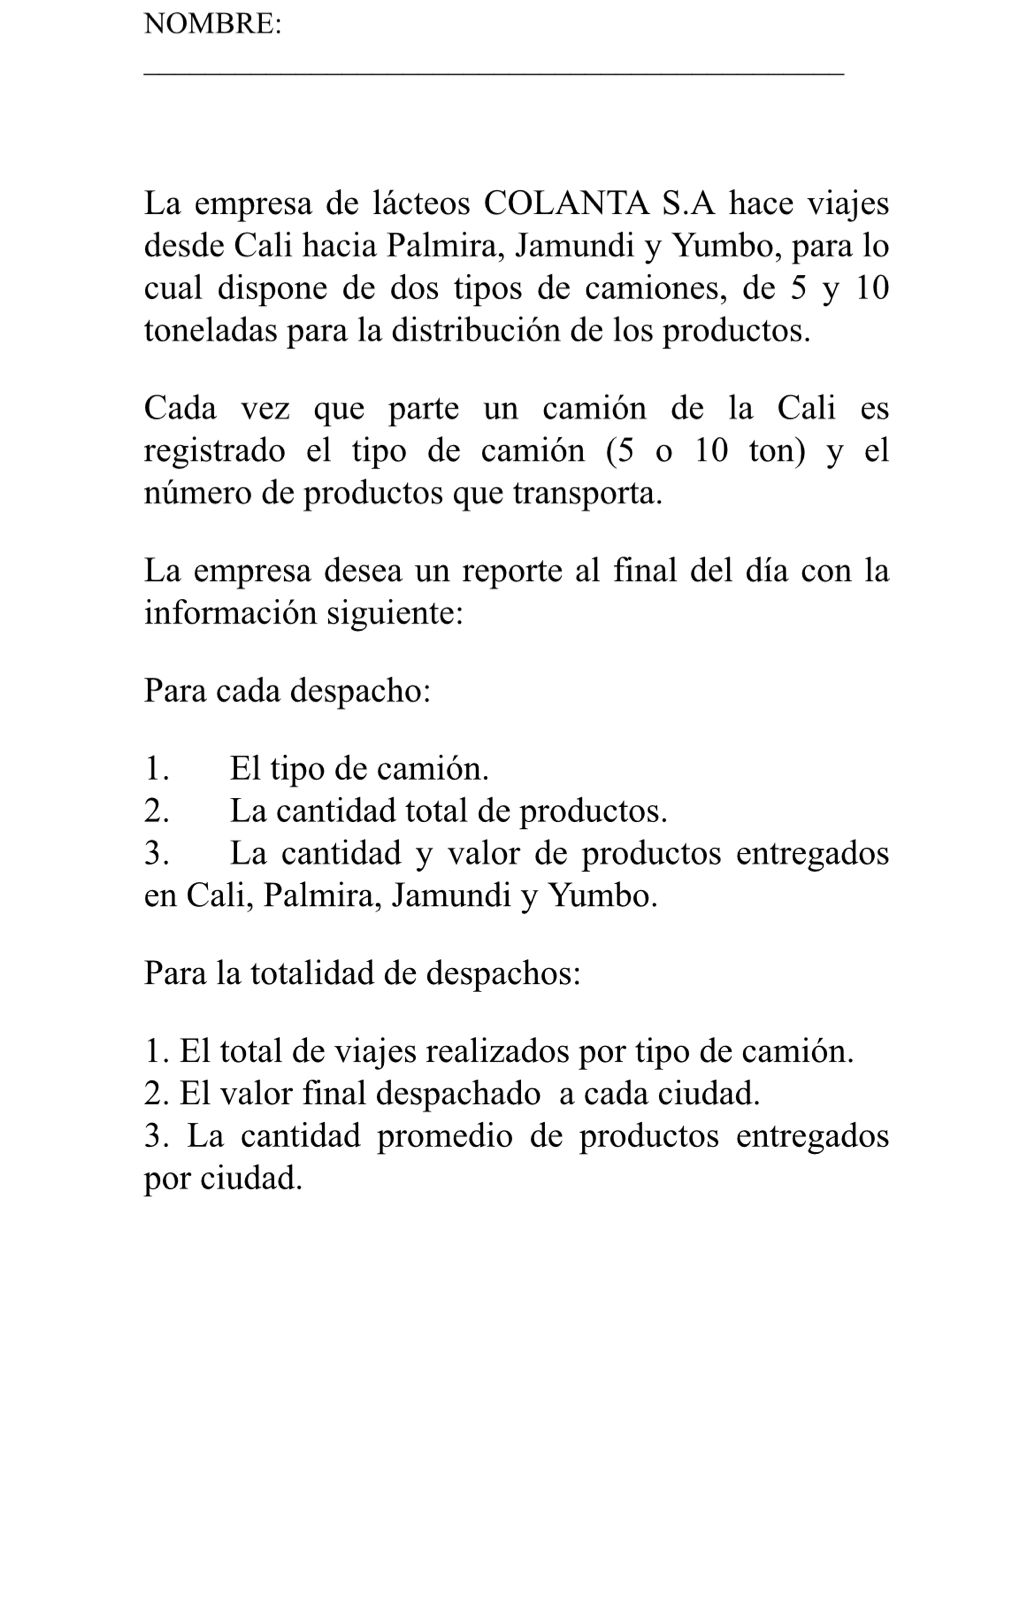 NOMBRE:
La empresa de lácteos COLANTA S.A hace viajes
desde Cali hacia Palmira, Jamundi y Yumbo, para lo
cual dispone de dos tipos de camiones, de 5 y 10
toneladas para la distribución de los productos.
Cada vez que parte un camión de la Cali es
registrado el tipo de camión (5 o 10 ton) y el
número de productos que transporta.
La empresa desea un reporte al final del día con la
información siguiente:
Para cada despacho:
1. El tipo de camión.
2. La cantidad total de productos.
3. La cantidad y valor de productos entregados
en Cali, Palmira, Jamundi y Yumbo.
Para la totalidad de despachos:
1. El total de viajes realizados por tipo de camión.
2. El valor final despachado  a cada ciudad.
3. La cantidad promedio de productos entregados
por ciudad.